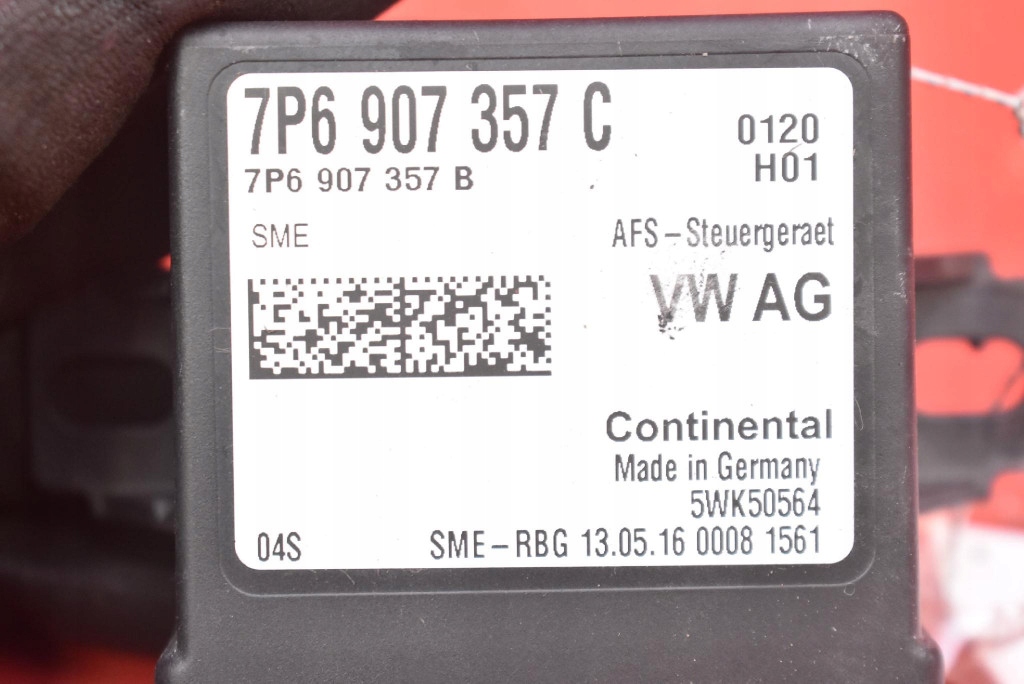 7P6 907 357 C
0120
7P6 907 357 B
H01
SME
AFS-Steuergeraet
VW AG
Continental
Made in Germany
5WK50564
04S
SME-RBG 13.05.16 0008 1561